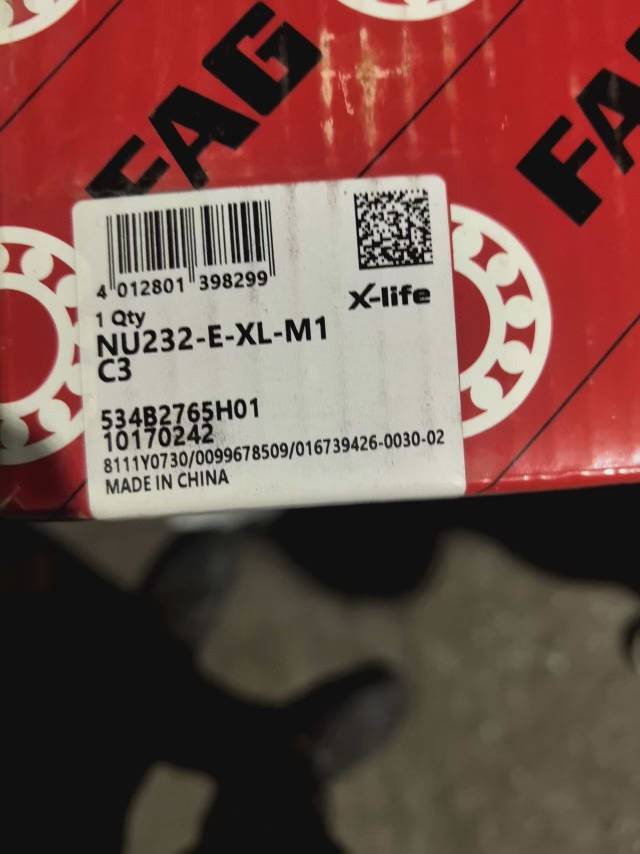 FAG
FAG
4 012801 398299
X-life
1 Qty
NU232-E-XL-M1
C3
534B2765H01
10170242
8111Y0730/0099678509/016739426-0030-02
MADE IN CHINA